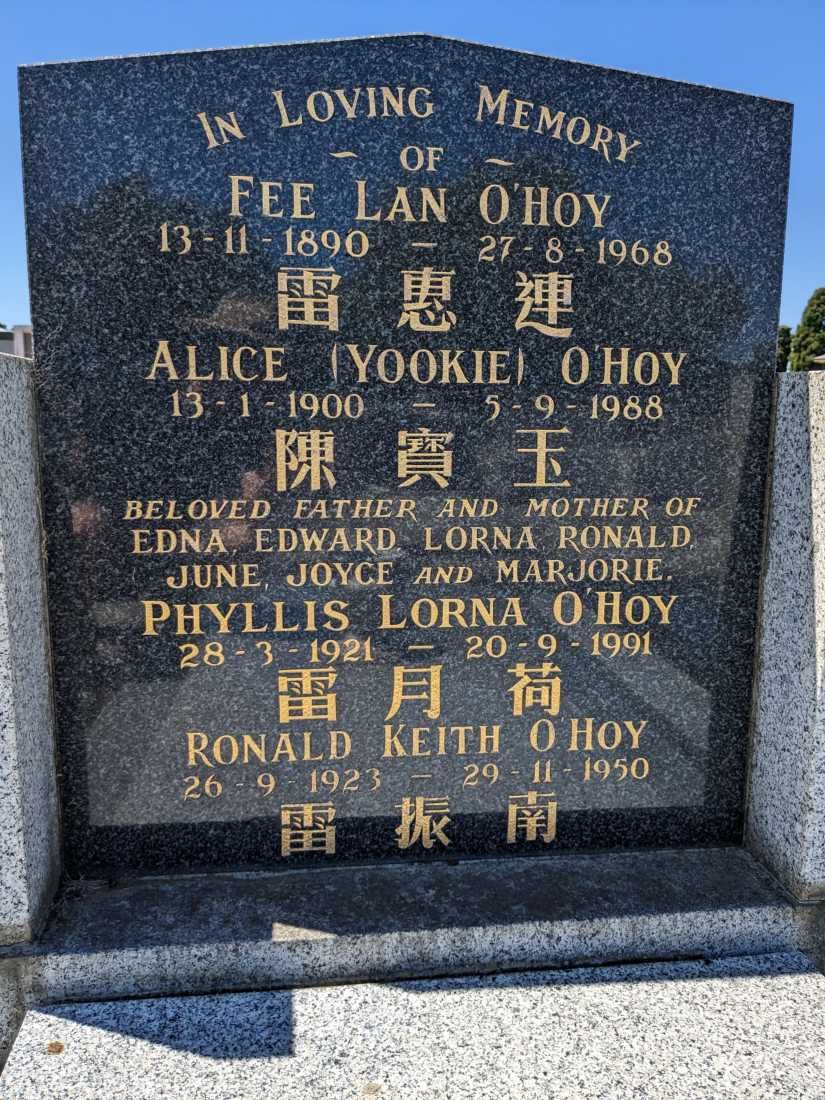 IN LOVING MEMORY
~ OF ~
FEE LAN O'HOY
13-11-1890 – 27-8-1968
雷惠連
ALICE (YOOKIE) O'HOY
13-1-1900 – 5-9-1988
陳寶玉
BELOVED FATHER AND MOTHER OF
EDNA, EDWARD LORNA RONALD,
JUNE, JOYCE AND MARJORIE.
PHYLLIS LORNA O'HOY
28-3-1921 – 20-9-1991
雷月荷
RONALD KEITH O'HOY
26-9-1923 – 29-11-1950
雷振南